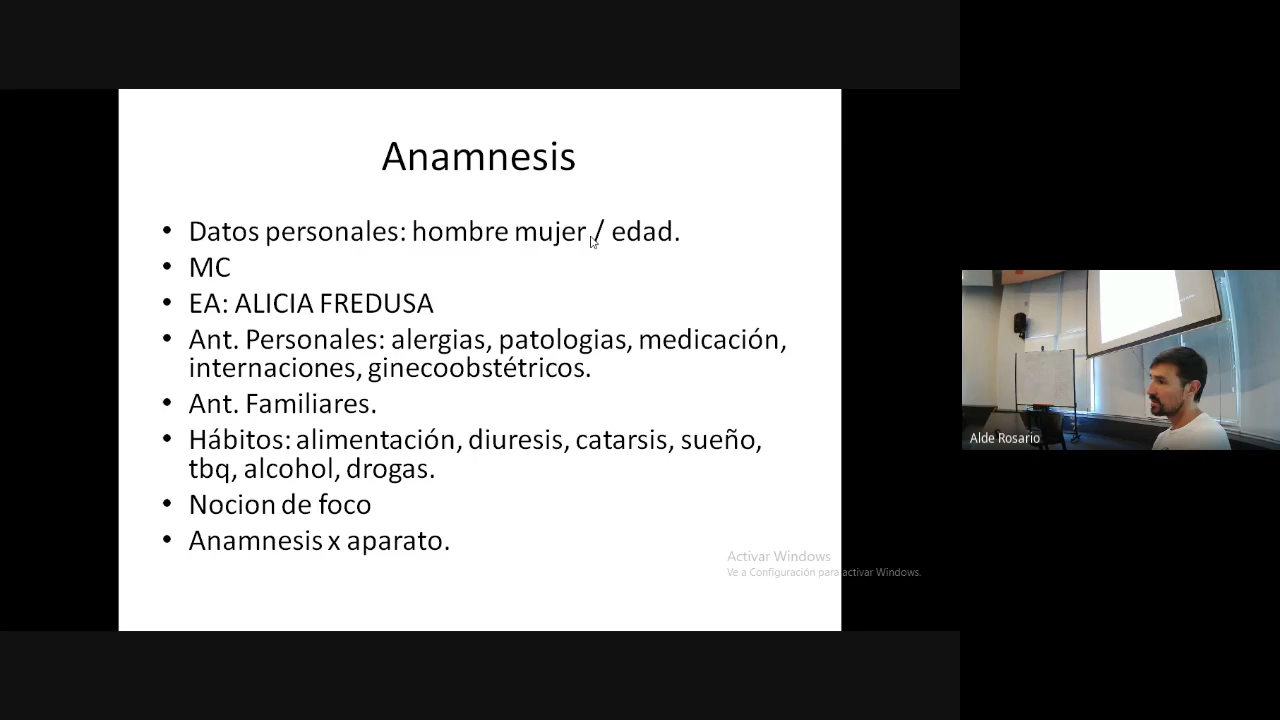 Anamnesis
• Datos personales: hombre mujer / edad.
• MC
• EA: ALICIA FREDUSA
• Ant. Personales: alergias, patologias, medicación,
internaciones, ginecoobstétricos.
• Ant. Familiares.
• Hábitos: alimentación, diuresis, catarsis, sueño,
tbq, alcohol, drogas.
• Nocion de foco
• Anamnesis x aparato.
Activar Windows
Ve a Configuración para activar Windows.
Alde Rosario